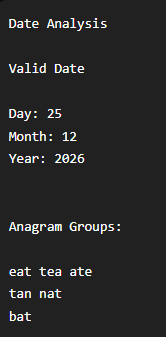 Date Analysis
Valid Date
Day: 25
Month: 12
Year: 2026
Anagram Groups:
eat tea ate
tan nat
bat